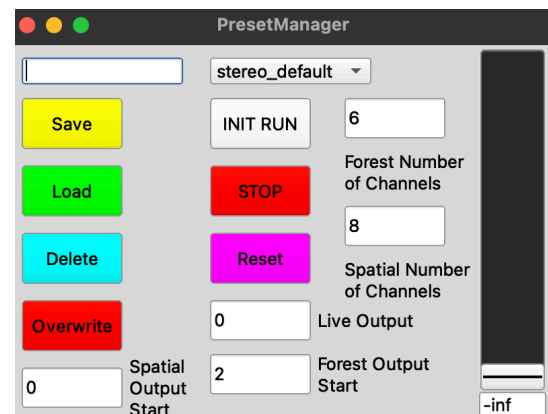 PresetManager
stereo_default
Save
INIT RUN
6
Forest Number
of Channels
Load
STOP
8
Spatial Number
of Channels
Delete
Reset
Overwrite
0
Live Output
0
Spatial
Output
Start
2
Forest Output
Start
-inf